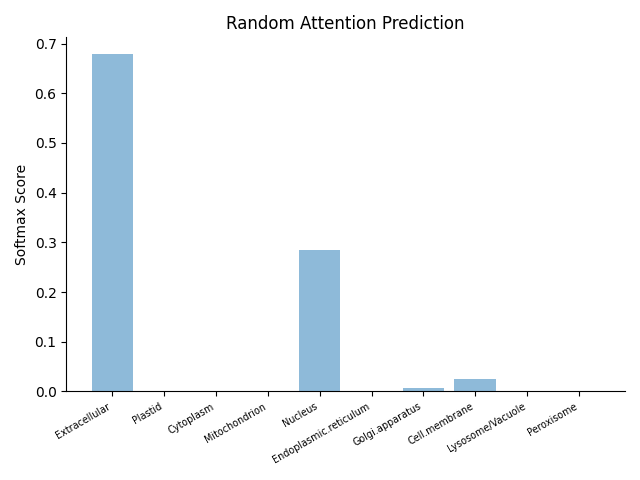 Random Attention Prediction
Softmax Score
0.7
0.6
0.5
0.4
0.3
0.2
0.1
0.0
Extracellular
Plastid
Cytoplasm
Mitochondrion
Nucleus
Endoplasmic.reticulum
Golgi.apparatus
Cell.membrane
Lysosome/Vacuole
Peroxisome